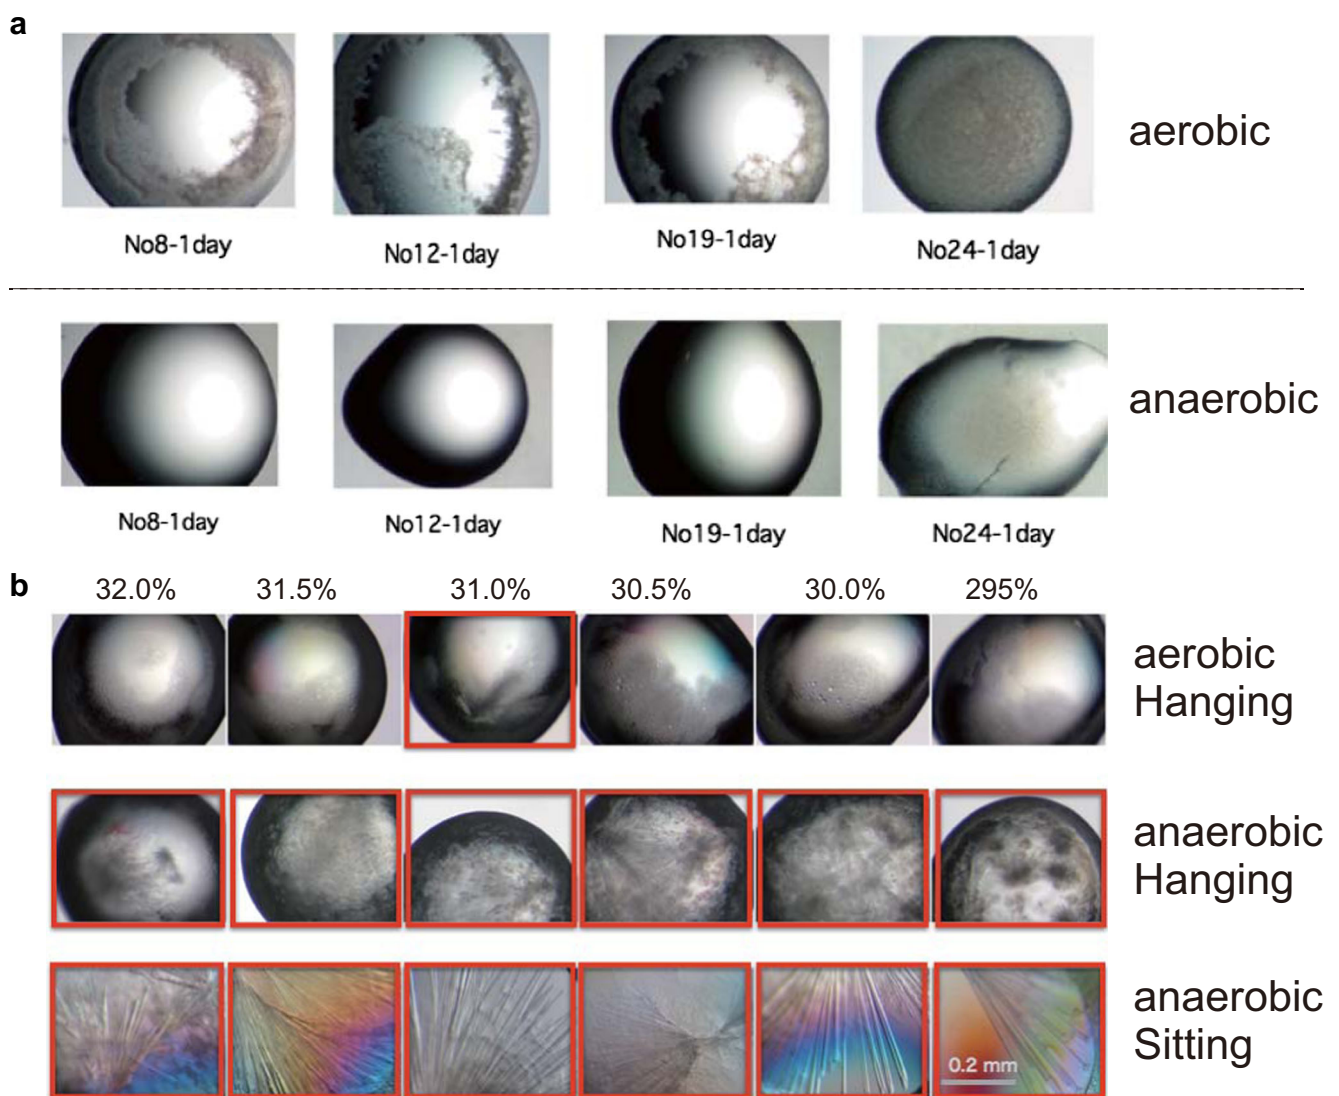 a
aerobic
No8-1day
No12-1day
No19-1day
No24-1day
anaerobic
No8-1day
No12-1day
No19-1day
No24-1day
b
32.0% 31.5% 31.0% 30.5% 30.0% 295%
aerobic
Hanging
anaerobic
Hanging
anaerobic
Sitting
0.2 mm